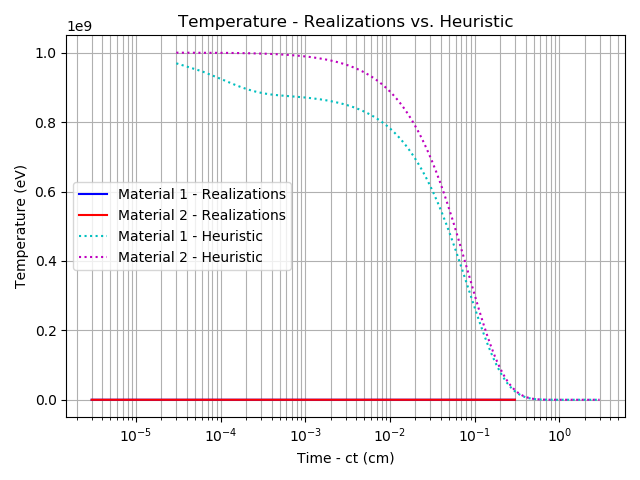 Temperature - Realizations vs. Heuristic
1e9
1.0
0.8
0.6
0.4
0.2
0.0
Temperature (eV)
Material 1 - Realizations
Material 2 - Realizations
Material 1 - Heuristic
Material 2 - Heuristic
10⁻⁵ 10⁻⁴ 10⁻³ 10⁻² 10⁻¹ 10⁰
Time - ct (cm)